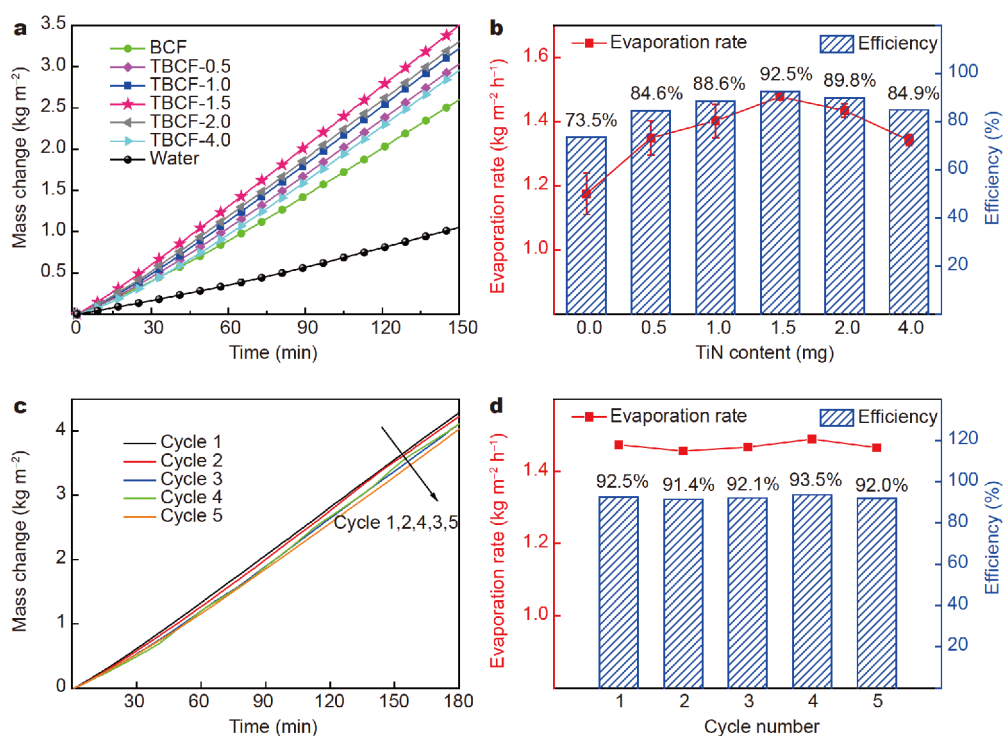 a
3.5
3.0
2.5
2.0
1.5
1.0
0.5
Mass change (kg m⁻²)
BCF
TBCF-0.5
TBCF-1.0
TBCF-1.5
TBCF-2.0
TBCF-4.0
Water
0 30 60 90 120 150
Time (min)
b
1.6
1.4
1.2
1.0
Evaporation rate (kg m⁻² h⁻¹)
Evaporation rate
Efficiency
73.5% 84.6% 88.6% 92.5% 89.8% 84.9%
100
80
60
40
20
Efficiency (%)
0.0 0.5 1.0 1.5 2.0 4.0
TiN content (mg)
c
4
3
2
1
0
Mass change (kg m⁻²)
Cycle 1
Cycle 2
Cycle 3
Cycle 4
Cycle 5
Cycle 1,2,4,3,5
0 30 60 90 120 150 180
Time (min)
d
1.4
1.2
1.0
Evaporation rate (kg m⁻² h⁻¹)
Evaporation rate
Efficiency
92.5% 91.4% 92.1% 93.5% 92.0%
120
100
80
60
40
20
Efficiency (%)
1 2 3 4 5
Cycle number